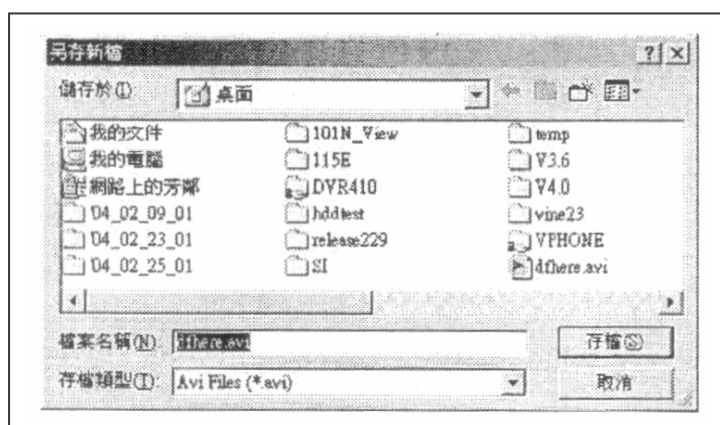 另存新檔
儲存於(I)
桌面
我的文件
我的電腦
網路上的芳鄰
'04_02_09_01
'04_02_23_01
'04_02_25_01
101N_View
115E
DVR410
hddtest
release229
SI
temp
V3.6
V4.0
vine23
VPHONE
dfhere.avi
檔案名稱(N):
dfhere.avi
存檔(S)
存檔類型(T):
Avi Files (*.avi)
取消